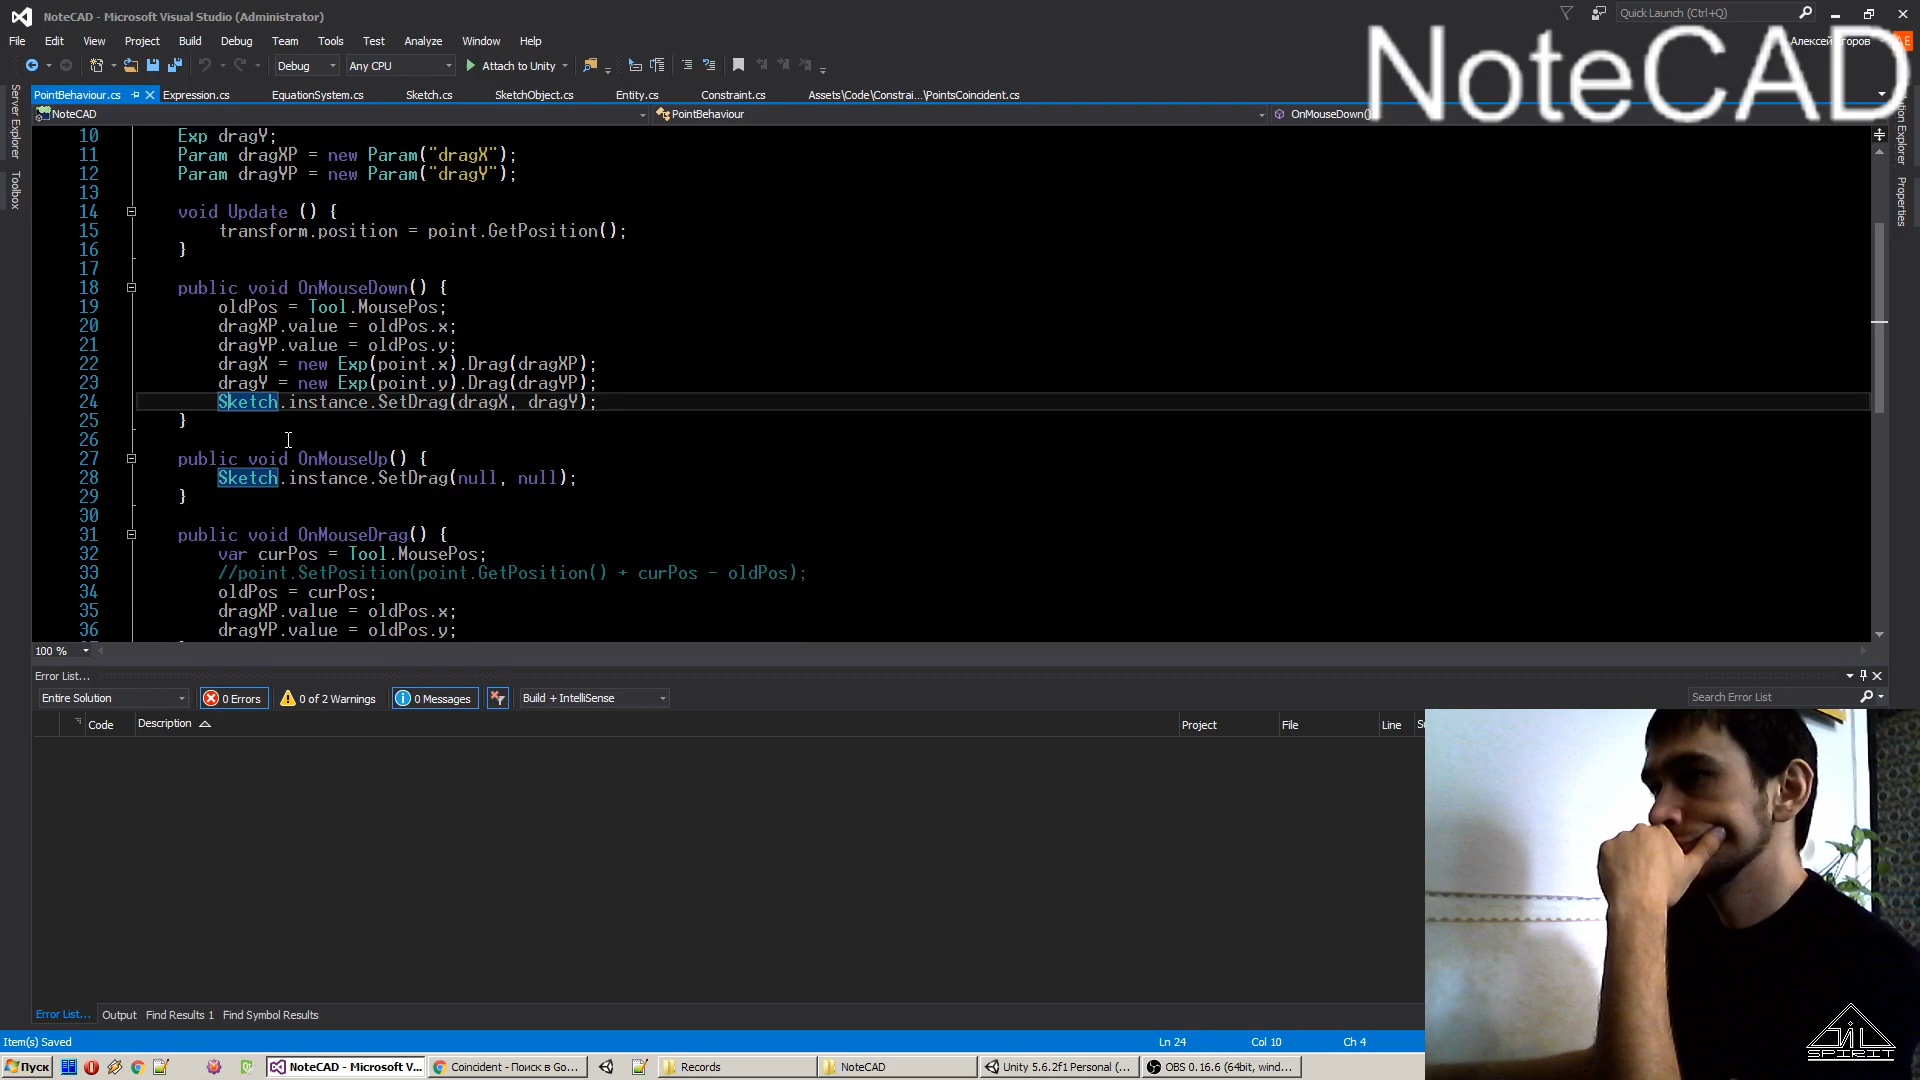 NoteCAD - Microsoft Visual Studio (Administrator)
Quick Launch (Ctrl+Q)
File Edit View Project Build Debug Team Tools Test Analyze Window Help
NoteCAD
Debug Any CPU Attach to Unity
PointBehaviour.cs Expression.cs EquationSystem.cs Sketch.cs SketchObject.cs Entity.cs Constraint.cs Assets\Code\Constrai...\PointsCoincident.cs
NoteCAD PointBehaviour OnMouseDown()
Server Explorer
Toolbox
Properties
10 Exp dragY;
11 Param dragXP = new Param("dragX");
12 Param dragYP = new Param("dragY");
13
14 void Update () {
15 transform.position = point.GetPosition();
16 }
17
18 public void OnMouseDown() {
19 oldPos = Tool.MousePos;
20 dragXP.value = oldPos.x;
21 dragYP.value = oldPos.y;
22 dragX = new Exp(point.x).Drag(dragXP);
23 dragY = new Exp(point.y).Drag(dragYP);
24 Sketch.instance.SetDrag(dragX, dragY);
25 }
26
27 public void OnMouseUp() {
28 Sketch.instance.SetDrag(null, null);
29 }
30
31 public void OnMouseDrag() {
32 var curPos = Tool.MousePos;
33 //point.SetPosition(point.GetPosition() + curPos - oldPos);
34 oldPos = curPos;
35 dragXP.value = oldPos.x;
36 dragYP.value = oldPos.y;
100 %
Error List...
Entire Solution 0 Errors 0 of 2 Warnings 0 Messages Build + IntelliSense Search Error List
Code Description Project File Line
Error List... Output Find Results 1 Find Symbol Results
Item(s) Saved Ln 24 Col 10 Ch 4
SPIRIT
Пуск NoteCAD - Microsoft V... Coincident - Поиск в Go... Records NoteCAD Unity 5.6.2f1 Personal (... OBS 0.16.6 (64bit, wind...